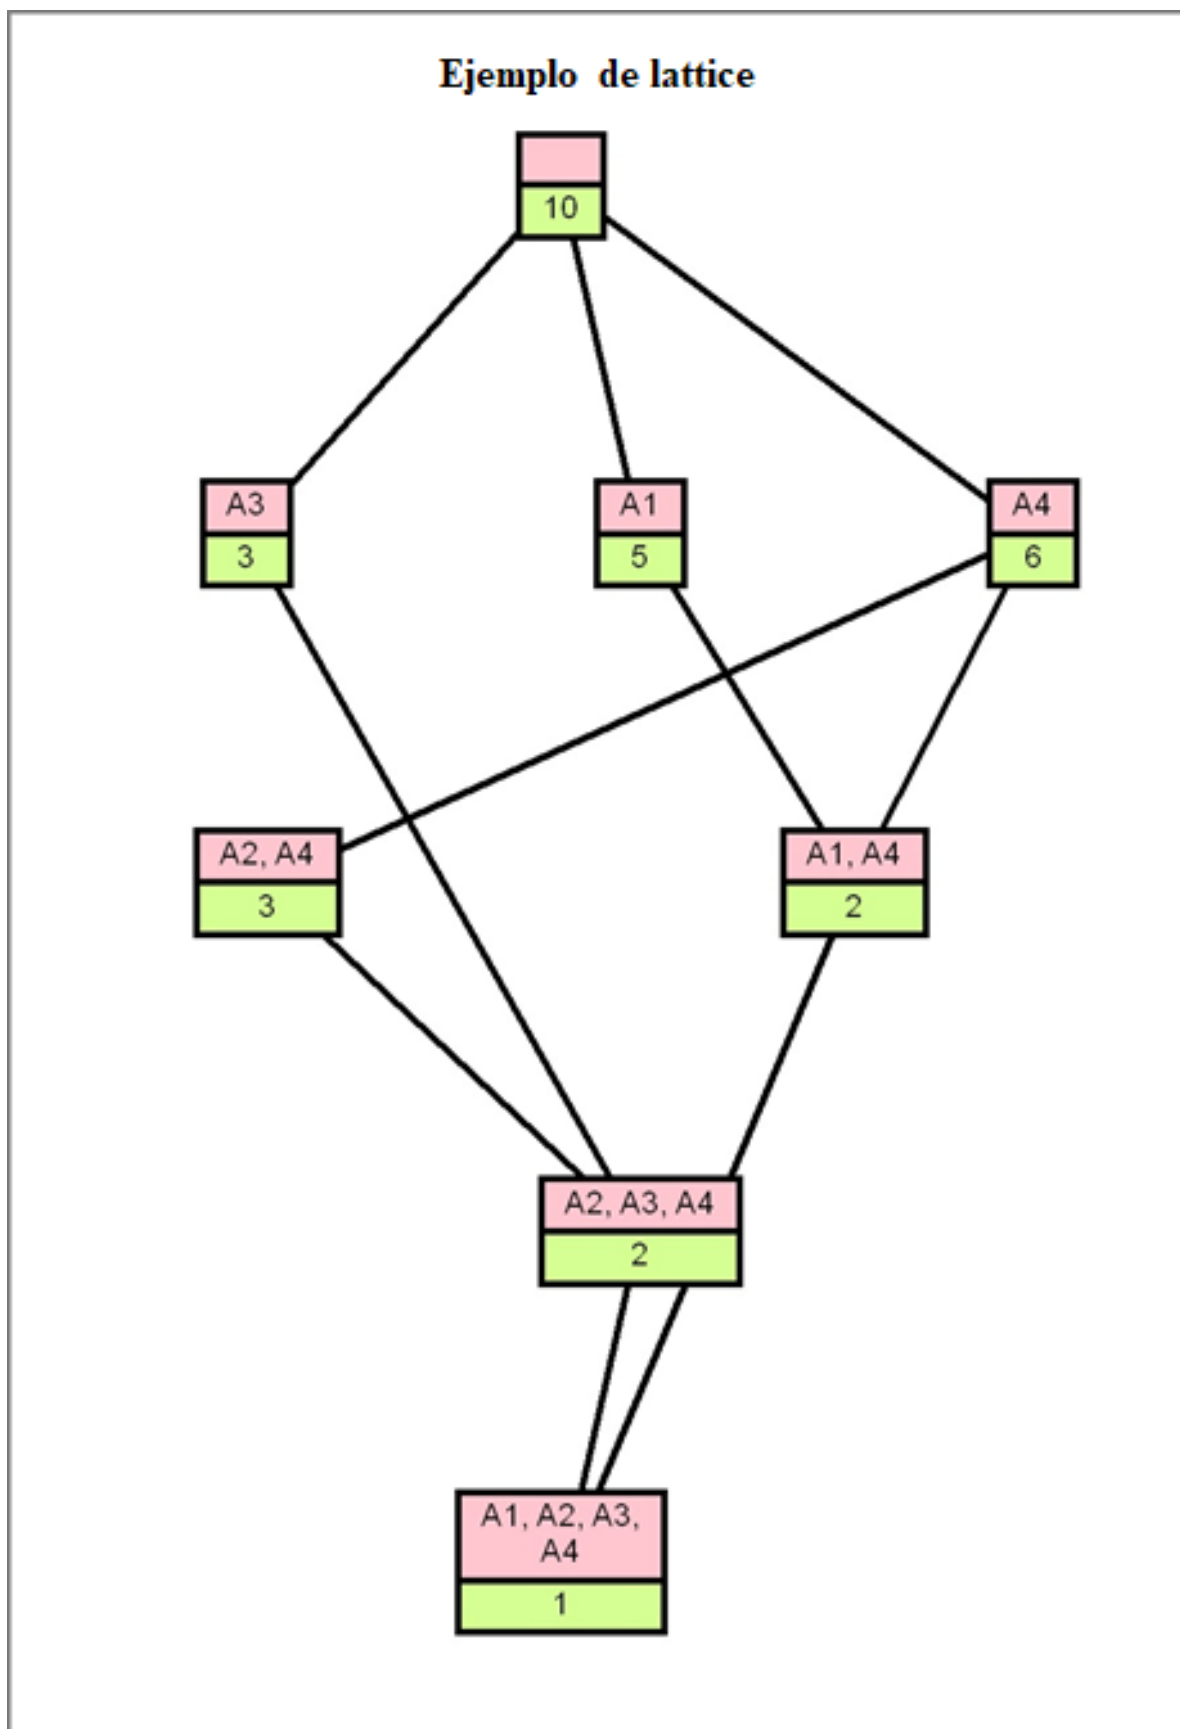 Ejemplo de lattice
10
A3
3
A1
5
A4
6
A2, A4
3
A1, A4
2
A2, A3, A4
2
A1, A2, A3,
A4
1